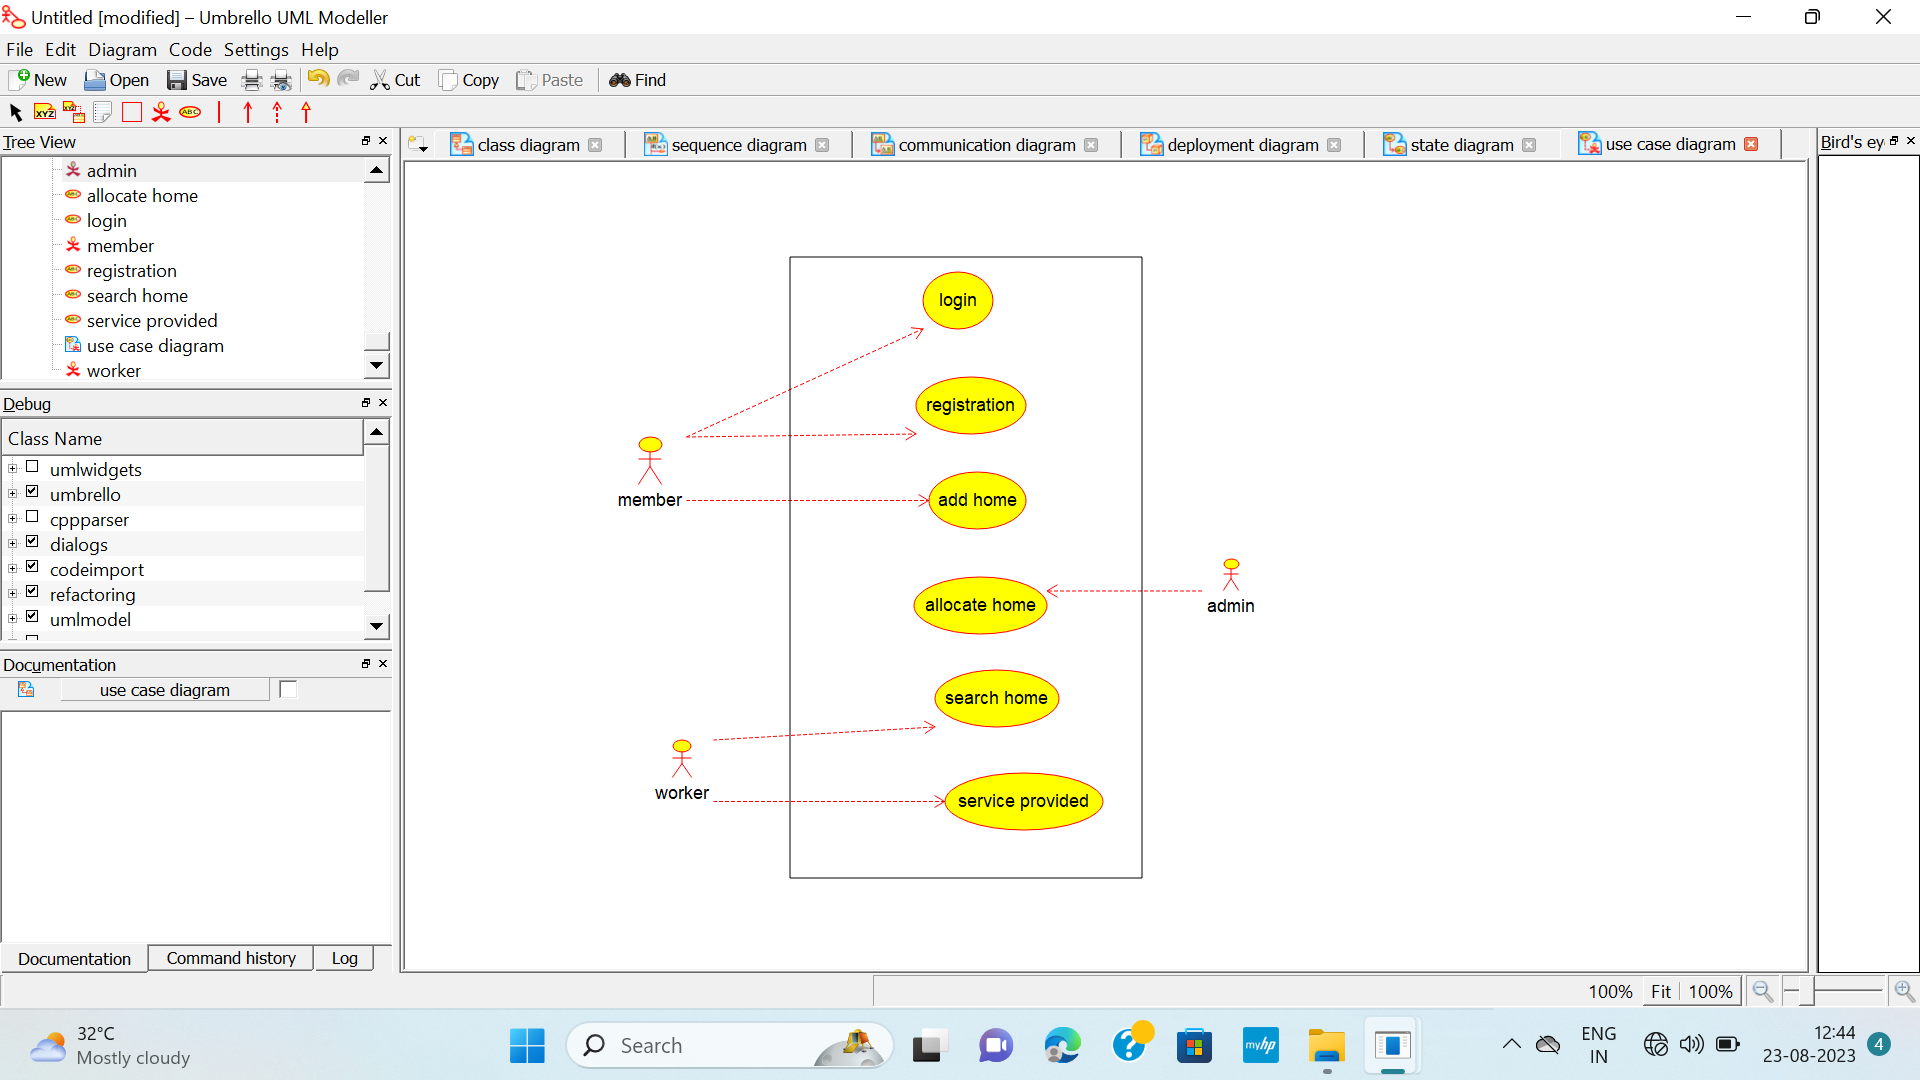 Untitled [modified] – Umbrello UML Modeller
File Edit Diagram Code Settings Help
New Open Save Cut Copy Paste Find
XYZ XYZ ABC
Tree View
class diagram sequence diagram communication diagram deployment diagram state diagram use case diagram
Bird's ey
admin
allocate home
login
member
registration
search home
service provided
use case diagram
worker
Debug
Class Name
umlwidgets
umbrello
cppparser
dialogs
codeimport
refactoring
umlmodel
Documentation
use case diagram
Documentation Command history Log
login
registration
member
add home
allocate home
admin
search home
worker
service provided
100% Fit 100%
32°C
Mostly cloudy
Search
myhp
ENG
IN
12:44
23-08-2023
4